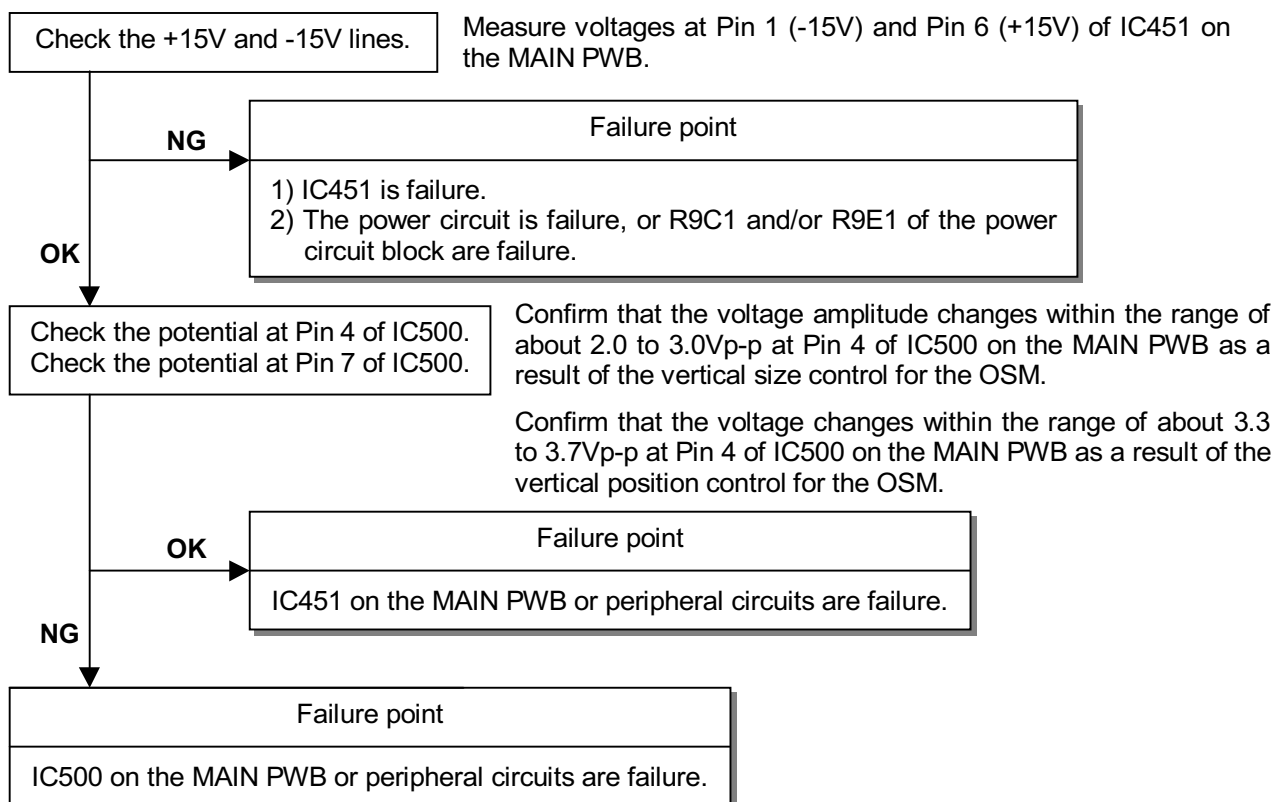 Check the +15V and -15V lines.
Measure voltages at Pin 1 (-15V) and Pin 6 (+15V) of IC451 on
the MAIN PWB.
NG
Failure point
1) IC451 is failure.
2) The power circuit is failure, or R9C1 and/or R9E1 of the power
circuit block are failure.
OK
Check the potential at Pin 4 of IC500.
Check the potential at Pin 7 of IC500.
Confirm that the voltage amplitude changes within the range of
about 2.0 to 3.0Vp-p at Pin 4 of IC500 on the MAIN PWB as a
result of the vertical size control for the OSM.
Confirm that the voltage changes within the range of about 3.3
to 3.7Vp-p at Pin 4 of IC500 on the MAIN PWB as a result of the
vertical position control for the OSM.
OK
Failure point
IC451 on the MAIN PWB or peripheral circuits are failure.
NG
Failure point
IC500 on the MAIN PWB or peripheral circuits are failure.